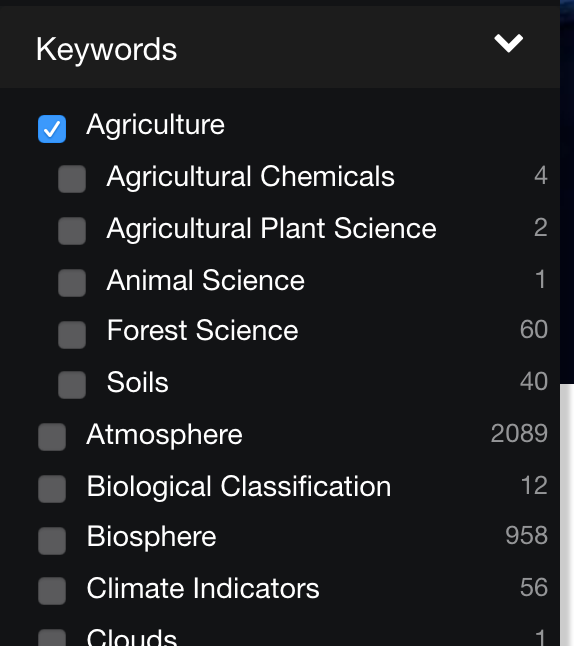 Keywords
Agriculture
Agricultural Chemicals 4
Agricultural Plant Science 2
Animal Science 1
Forest Science 60
Soils 40
Atmosphere 2089
Biological Classification 12
Biosphere 958
Climate Indicators 56
Clouds 1